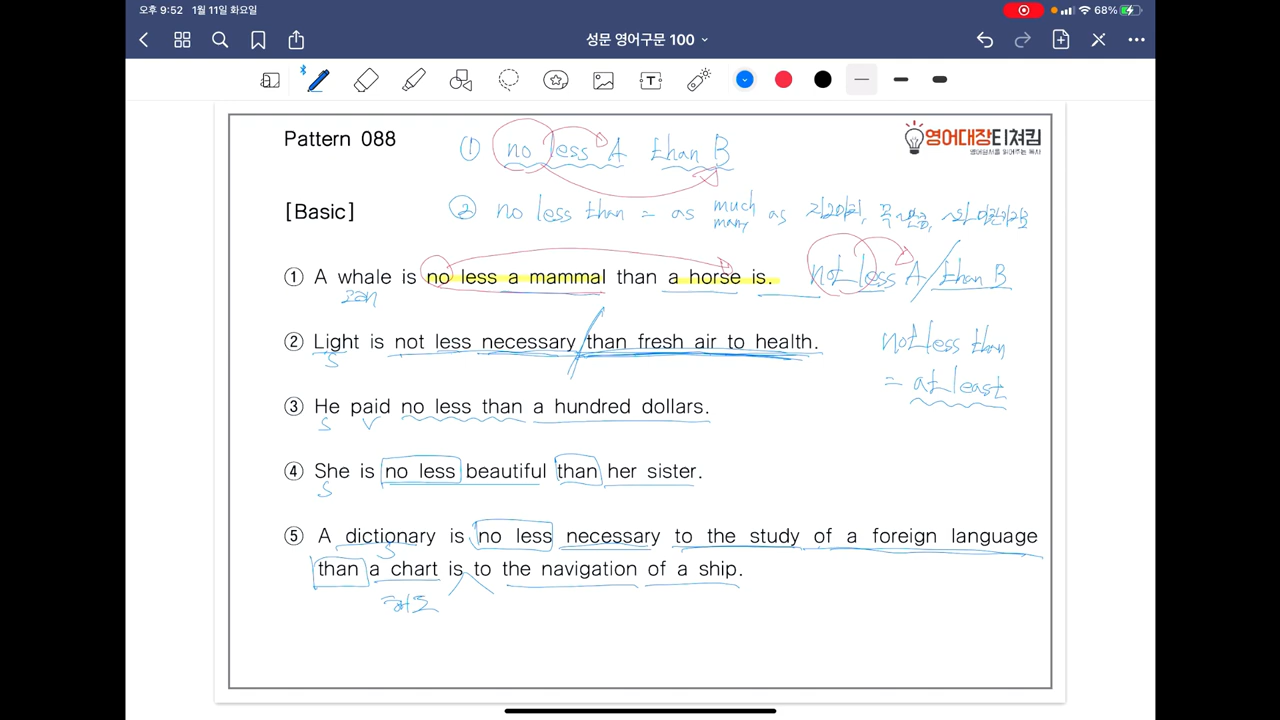 오후 9:52 1월 11일 화요일 68%
성문 영어구문 100
Pattern 088 ① no less A than B
영어대장티쳐킴
[Basic] ② no less than = as much many as
① A whale is no less a mammal than a horse is. not less A / than B
고래
② Light is not less necessary than fresh air to health. not less than
S = at least
③ He paid no less than a hundred dollars.
S V
④ She is no less beautiful than her sister.
S
⑤ A dictionary is no less necessary to the study of a foreign language
S
than a chart is to the navigation of a ship.
해도